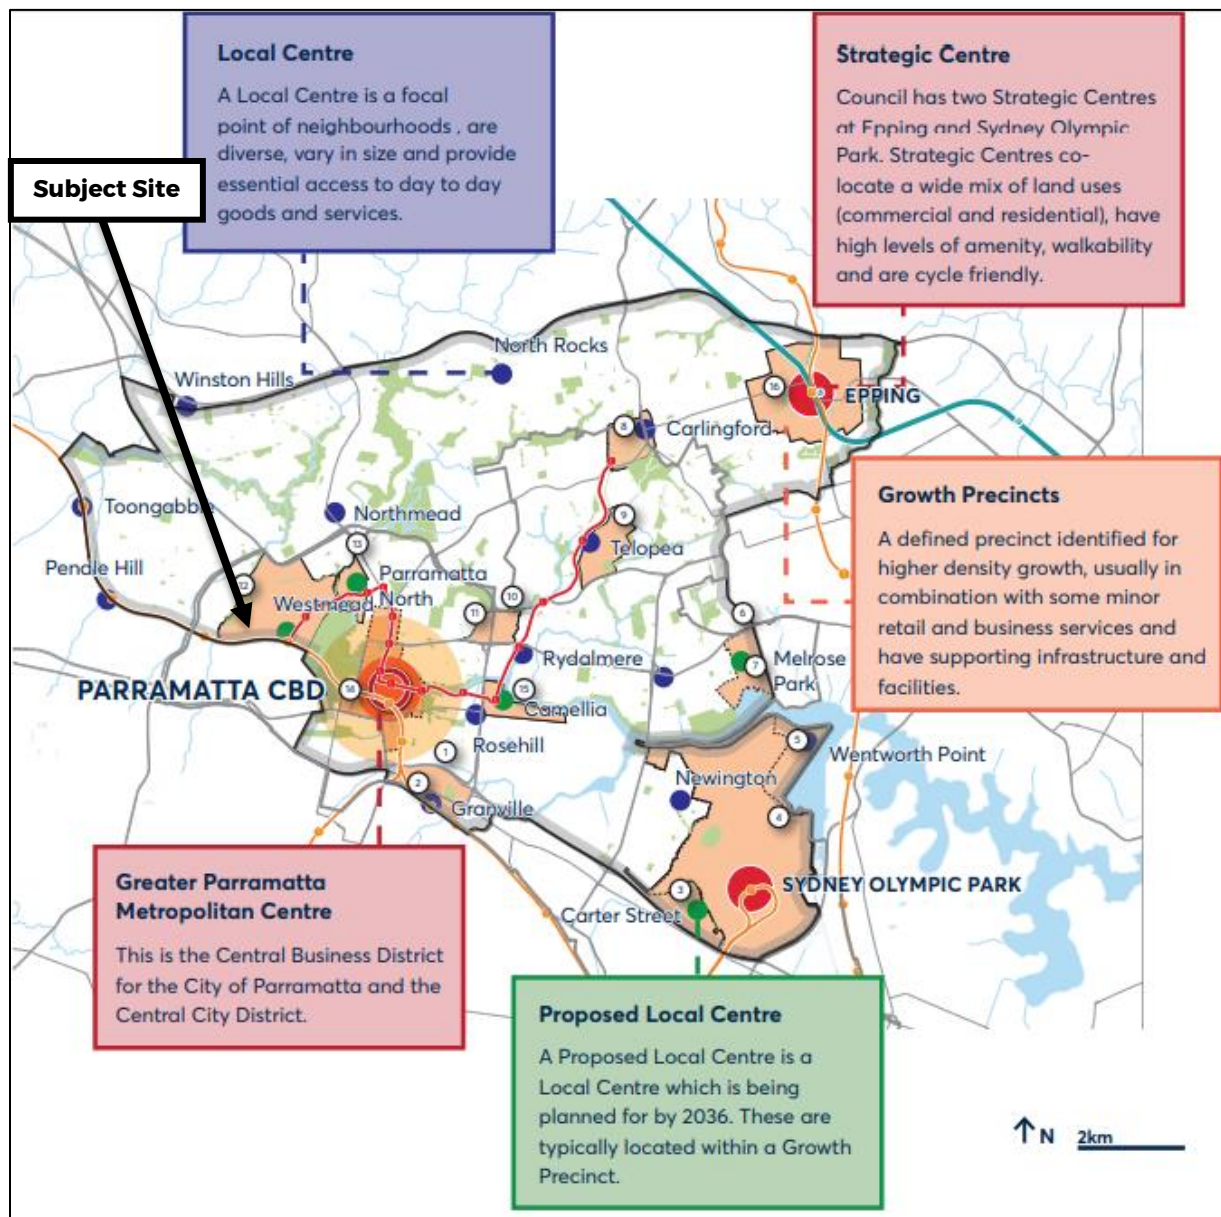 Local Centre
A Local Centre is a focal
point of neighbourhoods , are
diverse, vary in size and provide
essential access to day to day
goods and services.
Strategic Centre
Council has two Strategic Centres
at Epping and Sydney Olympic
Park. Strategic Centres co-
locate a wide mix of land uses
(commercial and residential), have
high levels of amenity, walkability
and are cycle friendly.
Subject Site
North Rocks
Winston Hills
16
EPPING
8
Carlingford
Toongabbie
Northmead
9
Telopea
Growth Precincts
A defined precinct identified for
higher density growth, usually in
combination with some minor
retail and business services and
have supporting infrastructure and
facilities.
13
Pendle Hill
12
Parramatta
North
Westmead
10
11
6
Rydalmere
7
Melrose
Park
PARRAMATTA CBD
14
15
Camellia
Rosehill
1
5
Wentworth Point
2
Granville
Newington
4
3
SYDNEY OLYMPIC PARK
Carter Street
Greater Parramatta
Metropolitan Centre
This is the Central Business District
for the City of Parramatta and the
Central City District.
Proposed Local Centre
A Proposed Local Centre is a
Local Centre which is being
planned for by 2036. These are
typically located within a Growth
Precinct.
N
2km